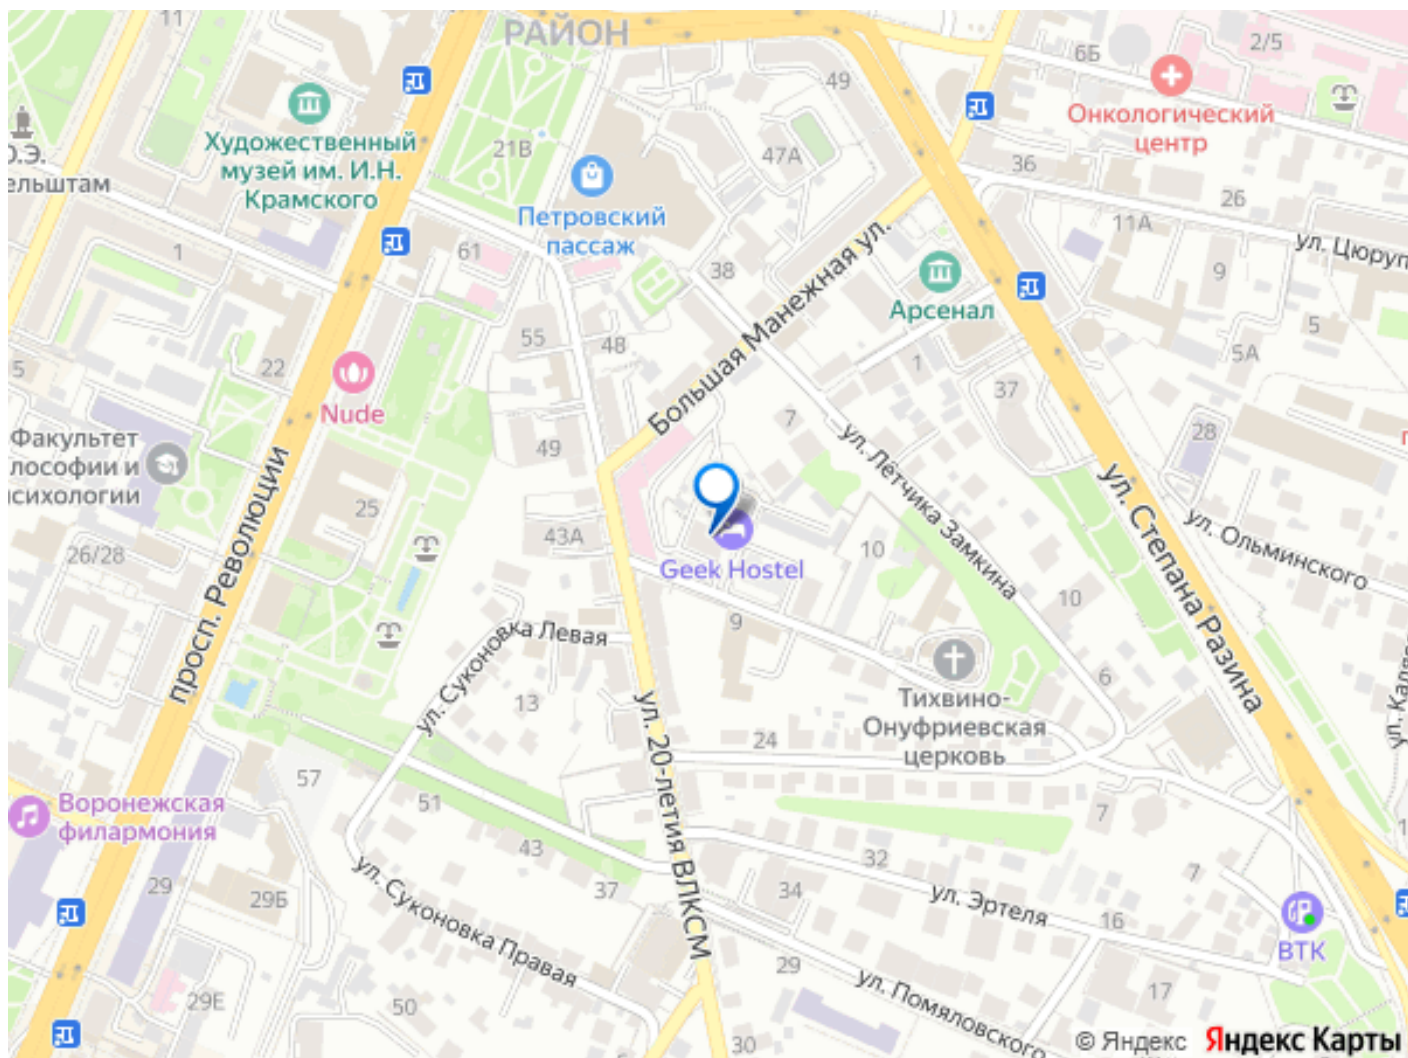 11
РАЙОН
6Б
2/5
49
Онкологический
центр
Художественный
музей им. И.Н.
Крамского
21В
47А
36
26
11А
О.Э.
Петровский
пассаж
1
61
38
ул. Цюруп
9
Арсенал
Большая Манежная ул.
55
48
5
5А
1
5
22
37
Nude
7
49
28
Факультет
лософии и
сихологии
ул. Лётчика Замкина
ул. Степана Разина
25
просп. Революции
ул. Ольминского
43А
10
26/28
Geek Hostel
10
9
ул. Суконовка Левая
6
Тихвино-
Онуфриевская
церковь
13
24
ул. 20-летия ВЛКСМ
57
51
7
Воронежская
филармония
43
32
7
37
34
29
29Б
ул. Суконовка Правая
ул. Эртеля
16
ВТК
29
17
29Е
50
ул. Помяловского
30
© Яндекс
Яндекс Карты